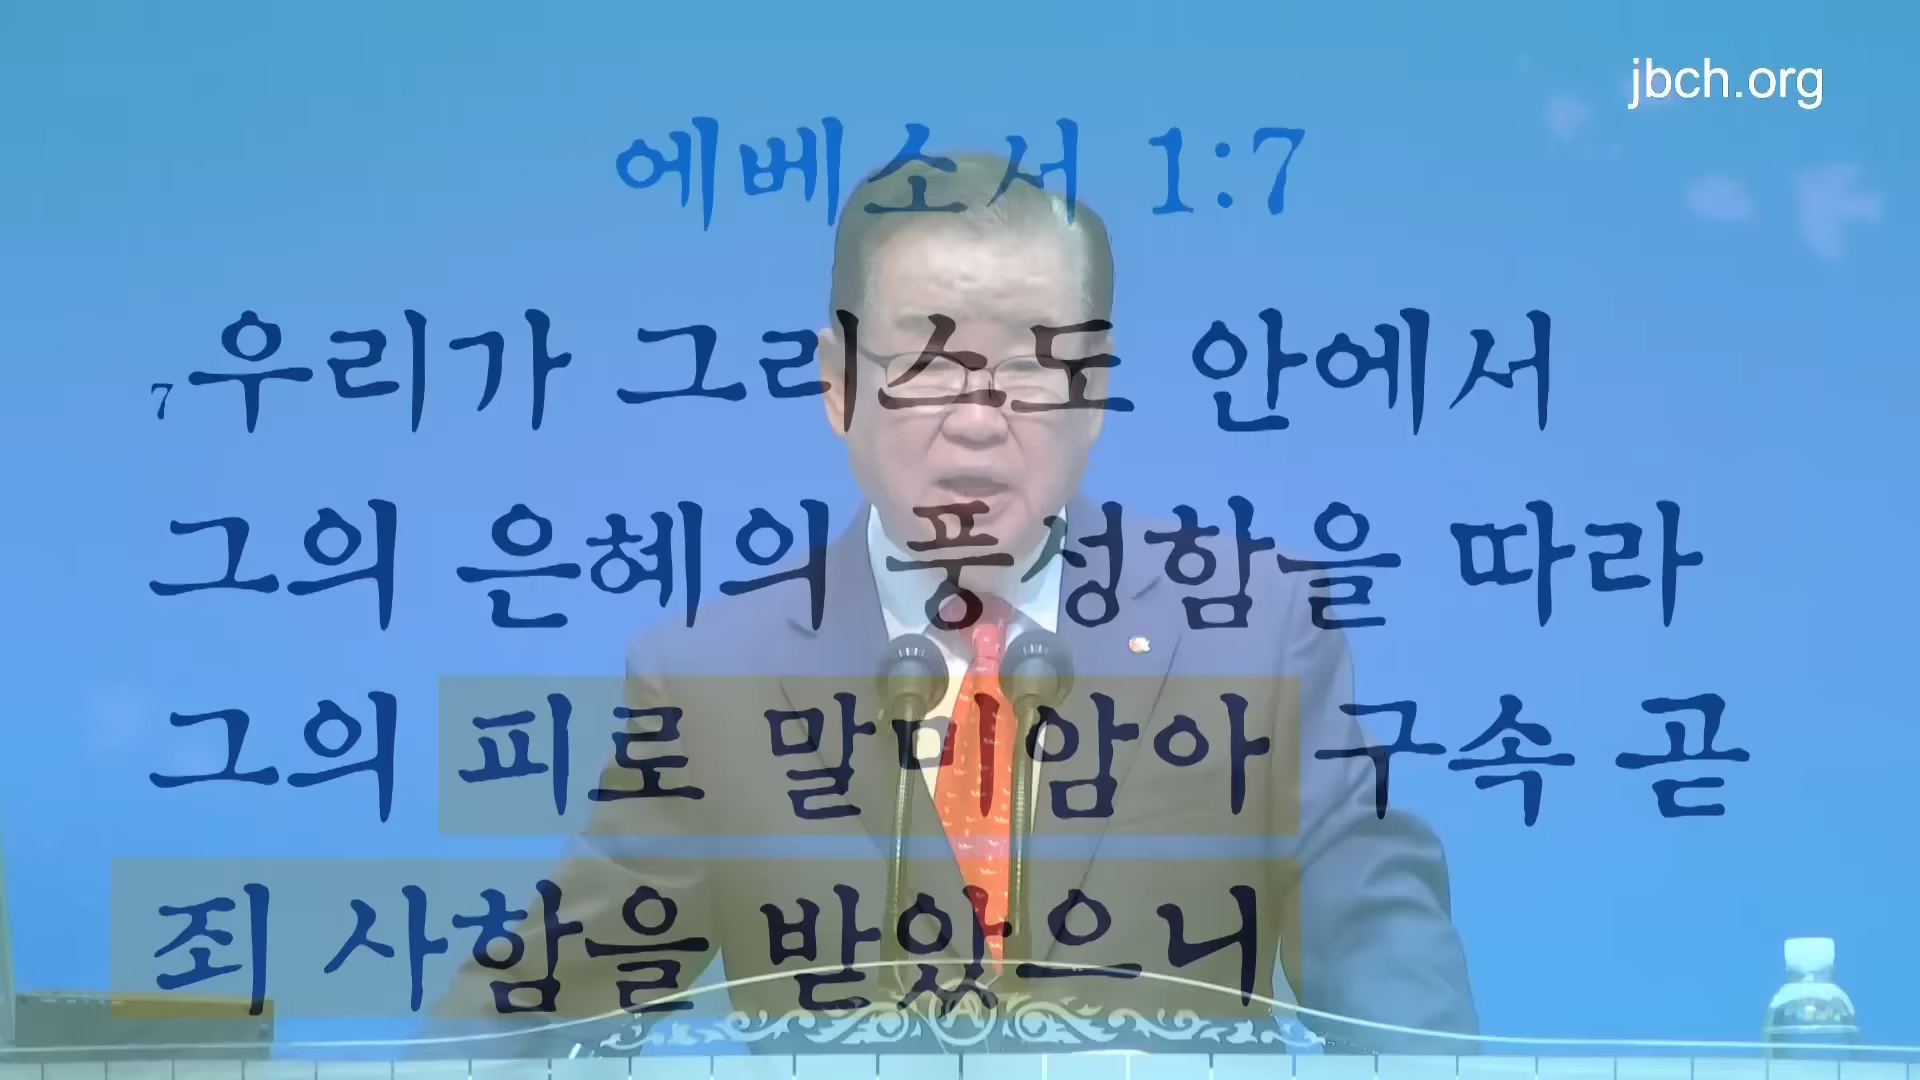 jbch.org
에베소서 1:7
7 우리가 그리스도 안에서
그의 은혜의 풍성함을 따라
그의 피로 말미암아 구속 곧
죄 사함을 받았으니